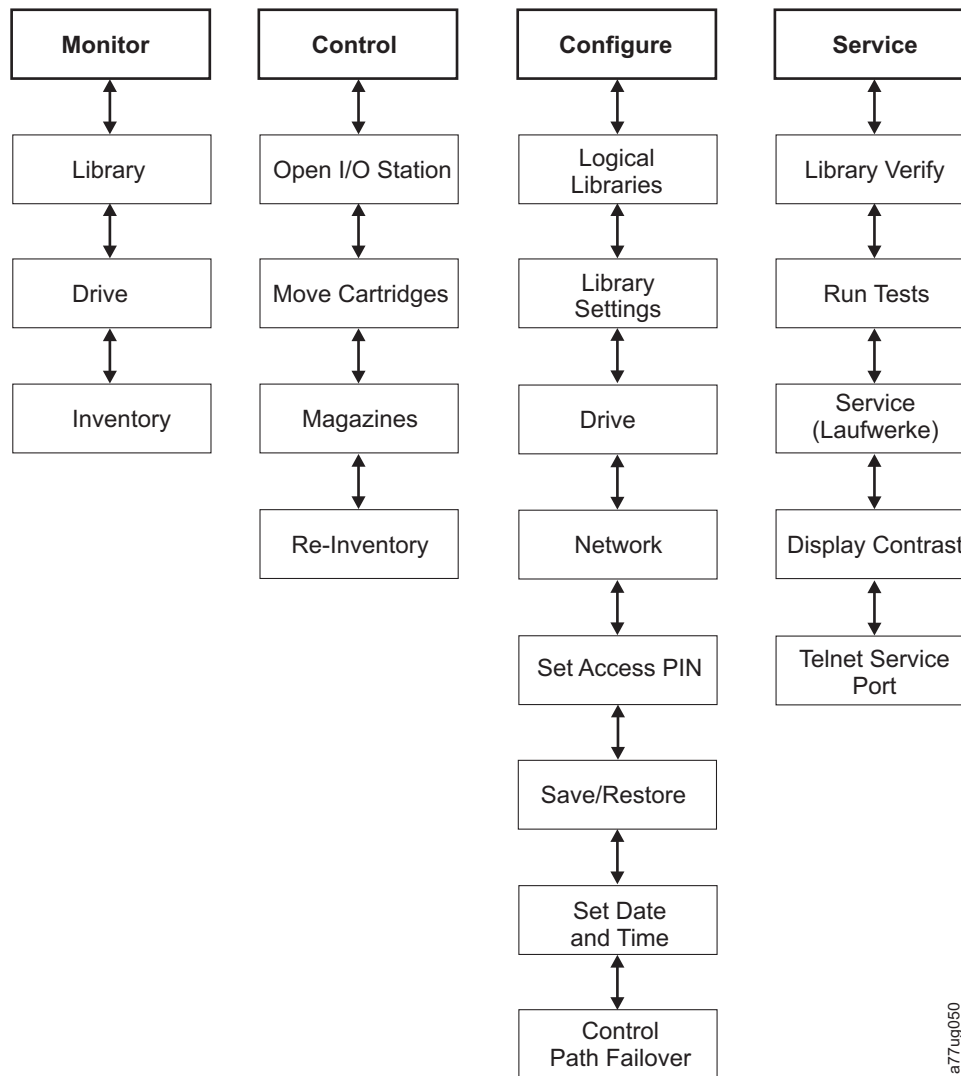 Monitor
Library
Drive
Inventory
Control
Open I/O Station
Move Cartridges
Magazines
Re-Inventory
Configure
Logical
Libraries
Library
Settings
Drive
Network
Set Access PIN
Save/Restore
Set Date
and Time
Control
Path Failover
Service
Library Verify
Run Tests
Service
(Laufwerke)
Display Contrast
Telnet Service
Port
a77ug050